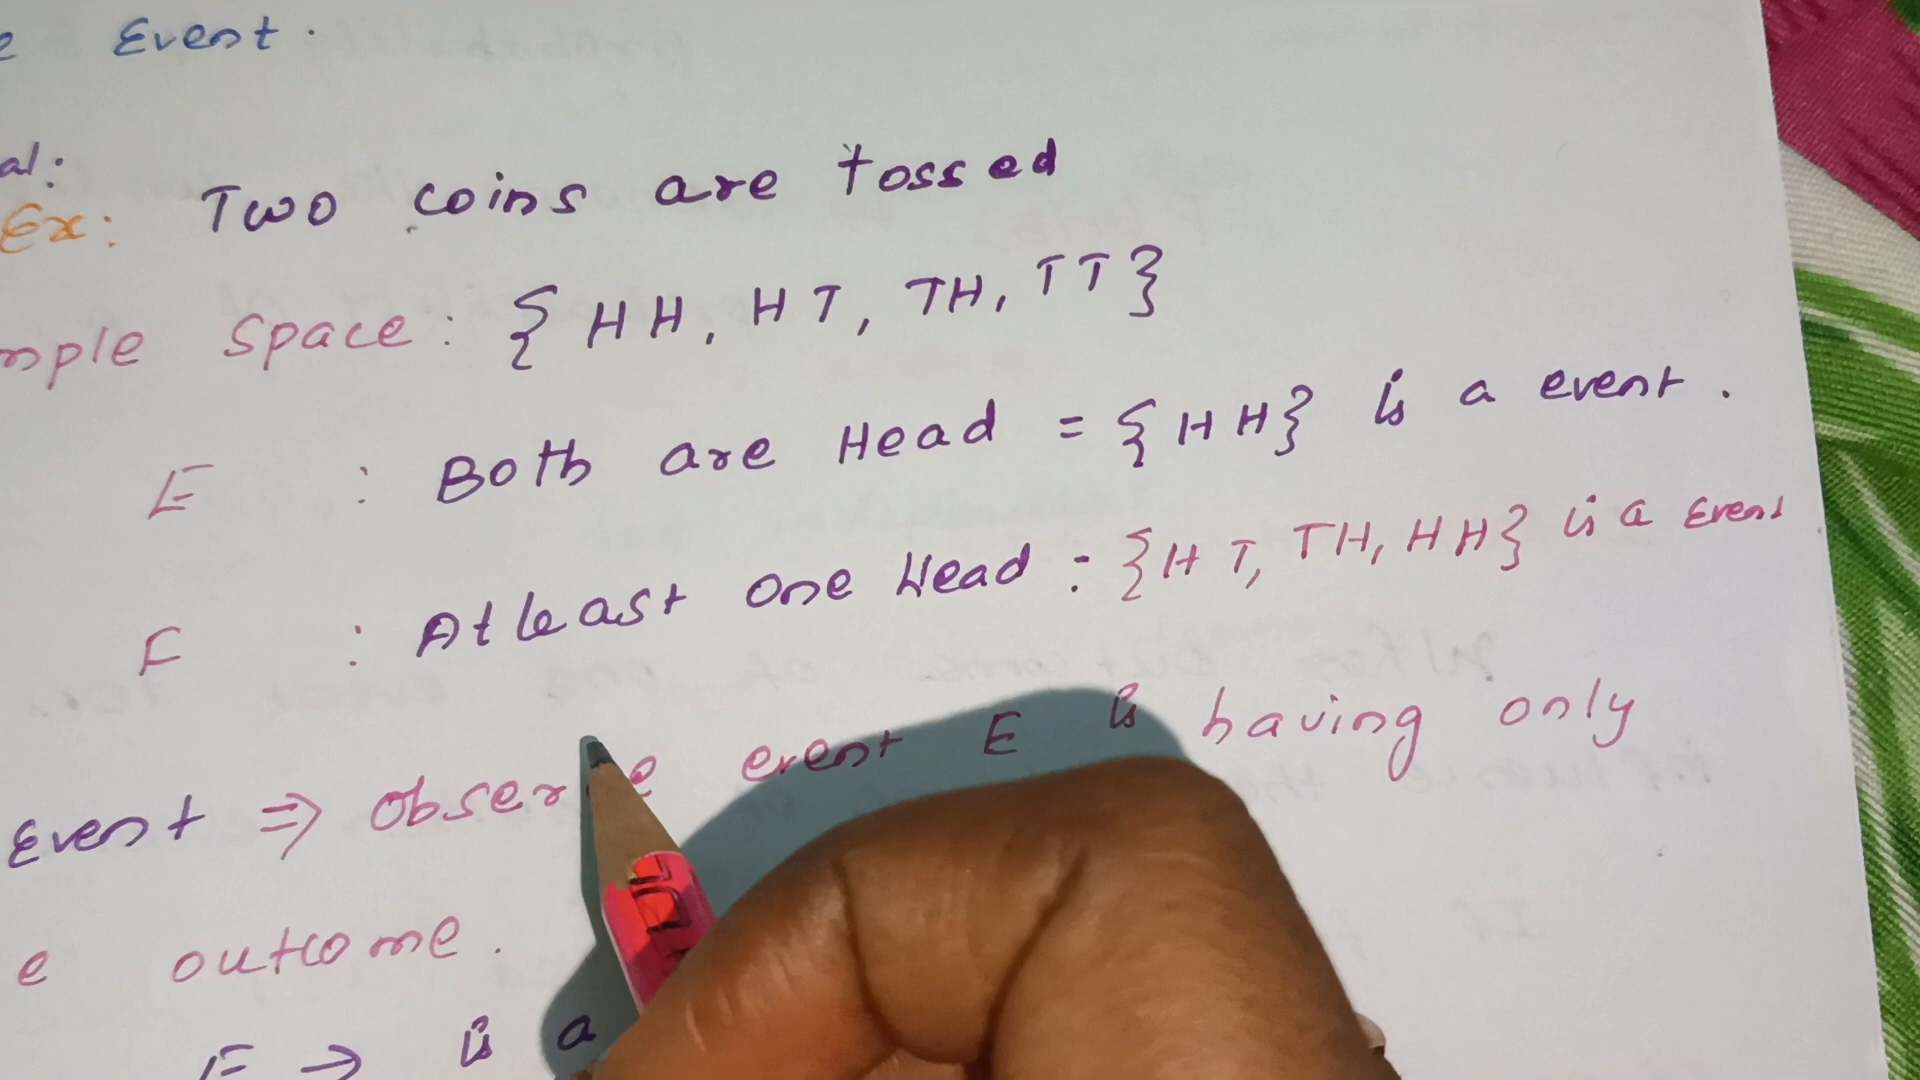 e Event.
al:
Ex: Two coins are tossed
mple Space: { HH, HT, TH, TT }
E : Both are Head = { HH } is a event.
F : Atleast One Head : { HT, TH, HH } is a Event
Event ⇒ Observe event E is having only
e outcome.
E → is a